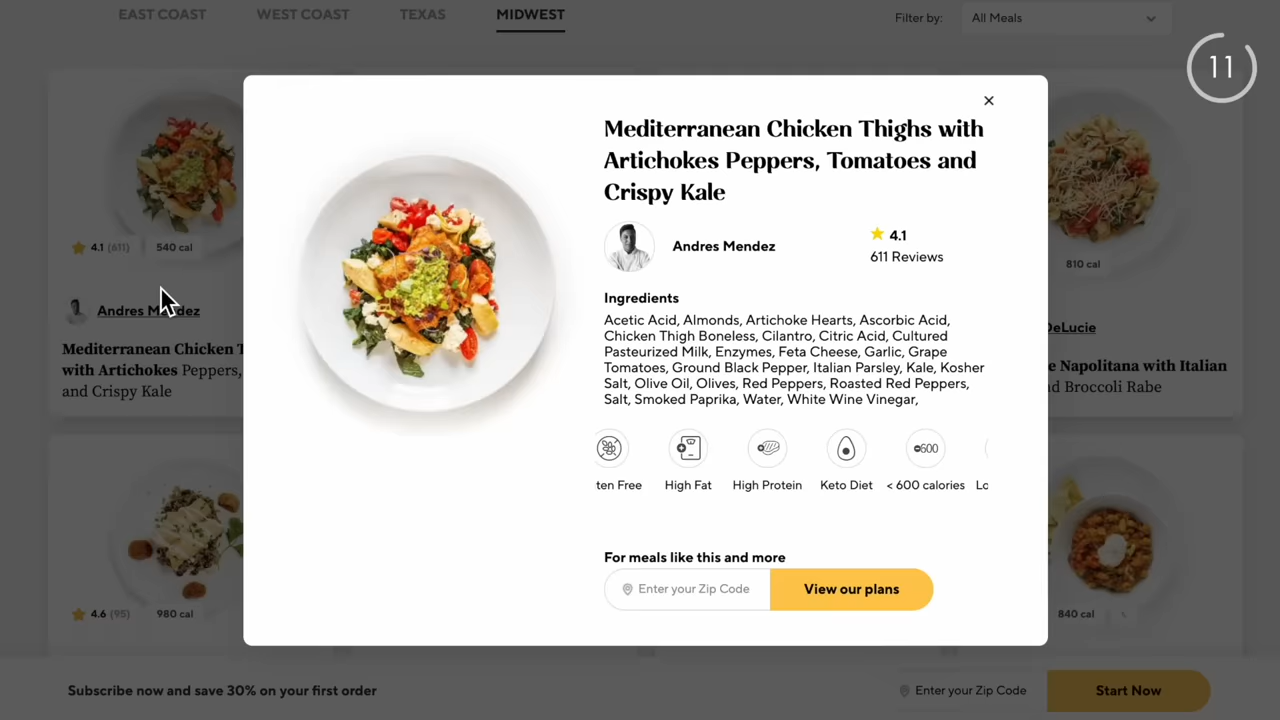 EAST COAST
WEST COAST
TEXAS
MIDWEST
Filter by:
All Meals
11
4.1 (611)
540 cal
Andres Mendez
Mediterranean Chicken T
with Artichokes Peppers,
and Crispy Kale
4.6 (95)
980 cal
Mediterranean Chicken Thighs with
Artichokes Peppers, Tomatoes and
Crispy Kale
Andres Mendez
4.1
611 Reviews
Ingredients
Acetic Acid, Almonds, Artichoke Hearts, Ascorbic Acid,
Chicken Thigh Boneless, Cilantro, Citric Acid, Cultured
Pasteurized Milk, Enzymes, Feta Cheese, Garlic, Grape
Tomatoes, Ground Black Pepper, Italian Parsley, Kale, Kosher
Salt, Olive Oil, Olives, Red Peppers, Roasted Red Peppers,
Salt, Smoked Paprika, Water, White Wine Vinegar,
-600
ten Free
High Fat
High Protein
Keto Diet
< 600 calories
Lo
For meals like this and more
Enter your Zip Code
View our plans
810 cal
DeLucie
e Napolitana with Italian
nd Broccoli Rabe
840 cal
Subscribe now and save 30% on your first order
Enter your Zip Code
Start Now